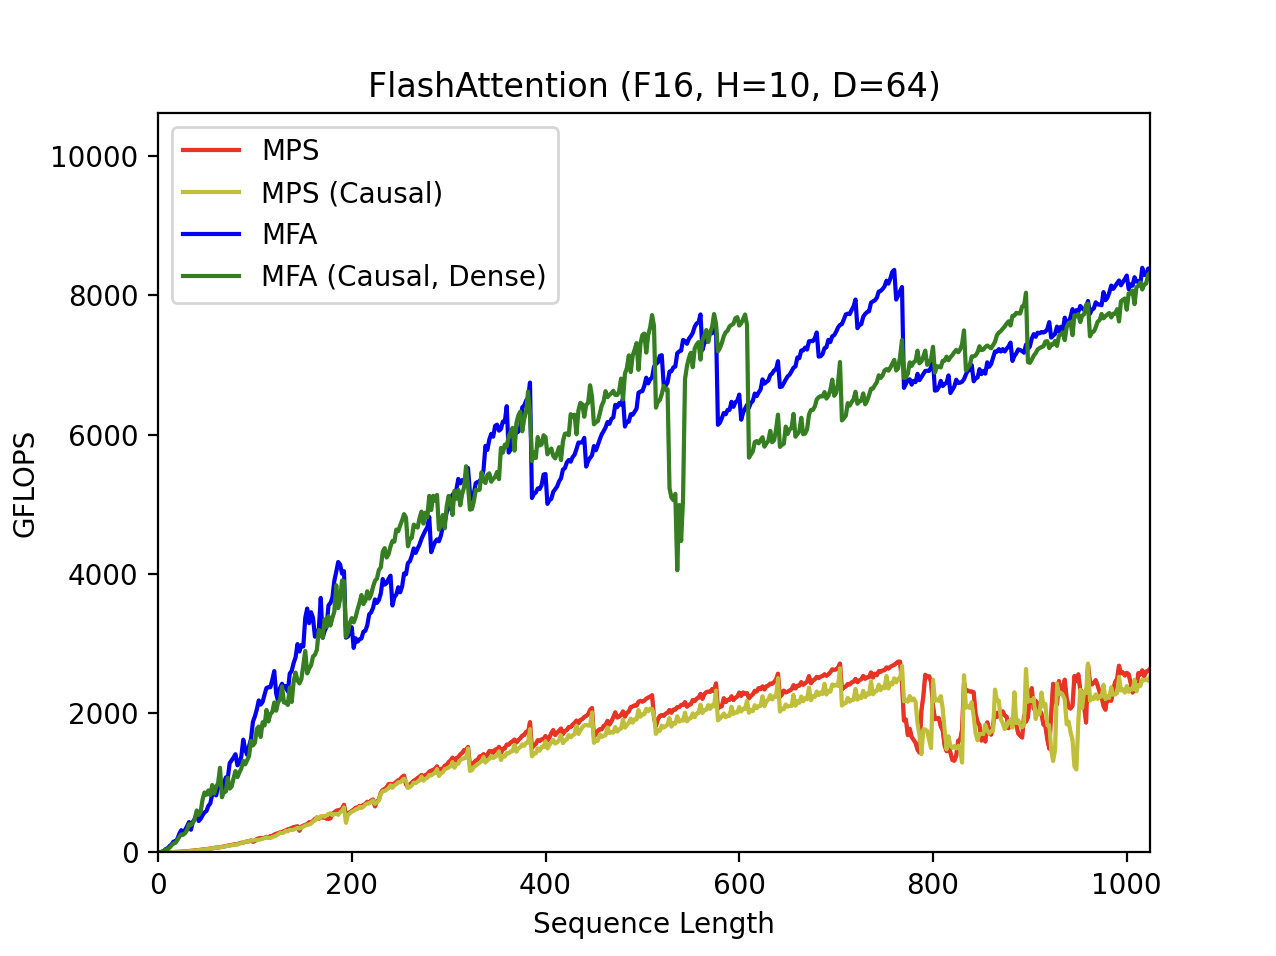 FlashAttention (F16, H=10, D=64)
MPS
MPS (Causal)
MFA
MFA (Causal, Dense)
10000
8000
6000
4000
2000
0
GFLOPS
0 200 400 600 800 1000
Sequence Length